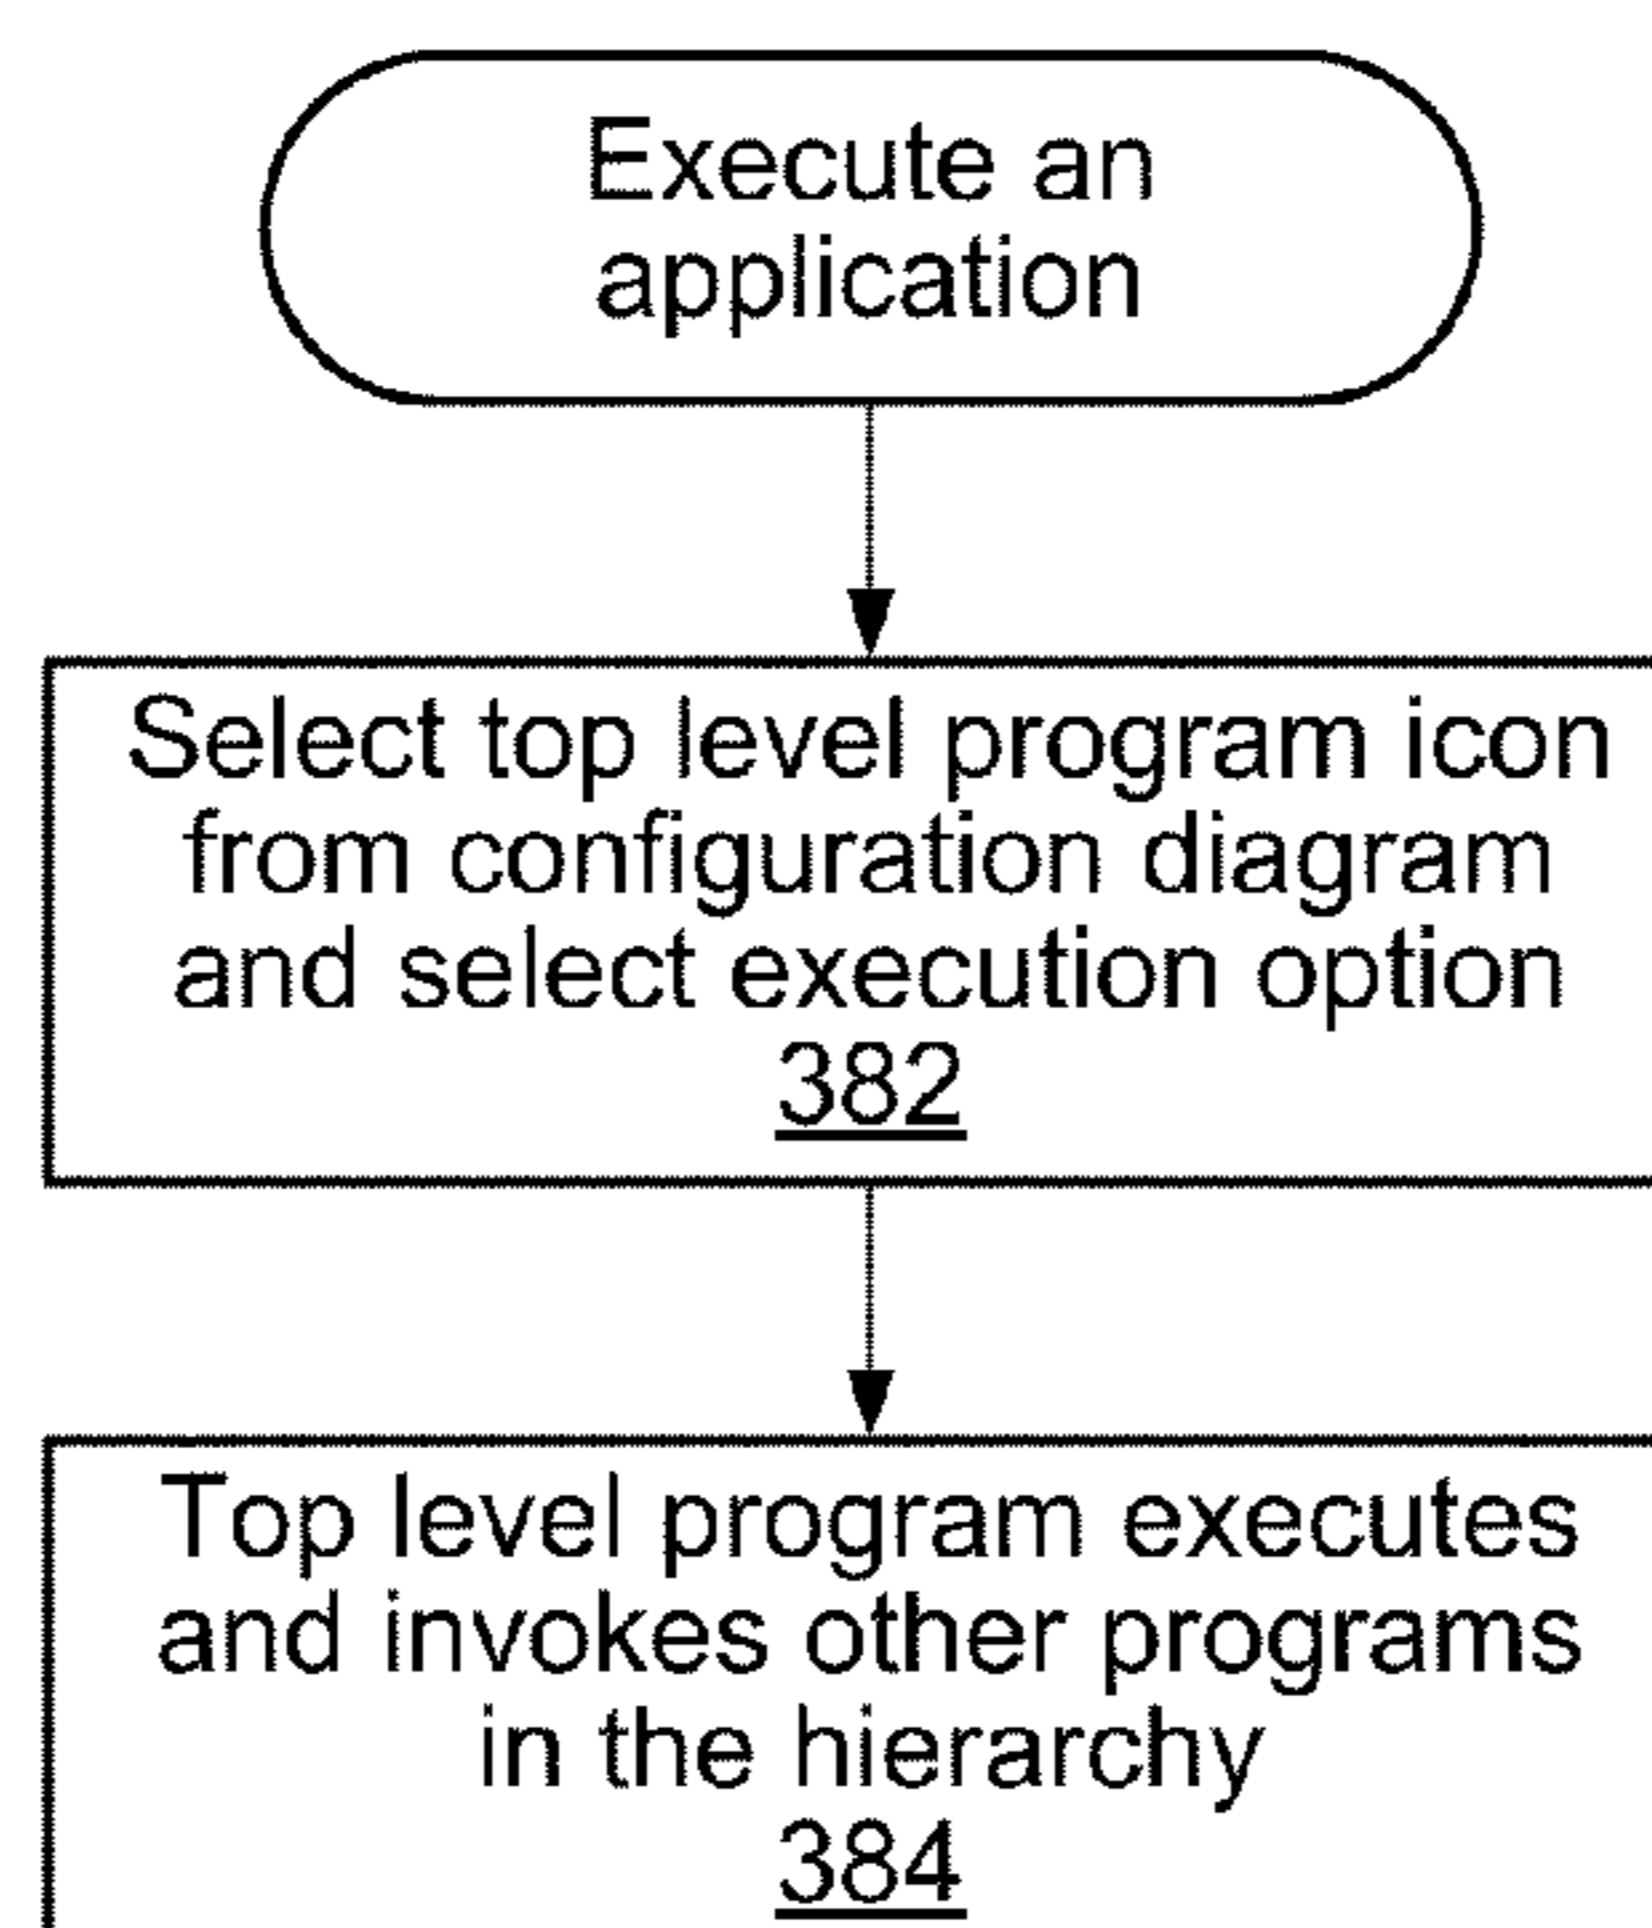 Execute an
application
Select top level program icon
from configuration diagram
and select execution option
382
Top level program executes
and invokes other programs
in the hierarchy
384